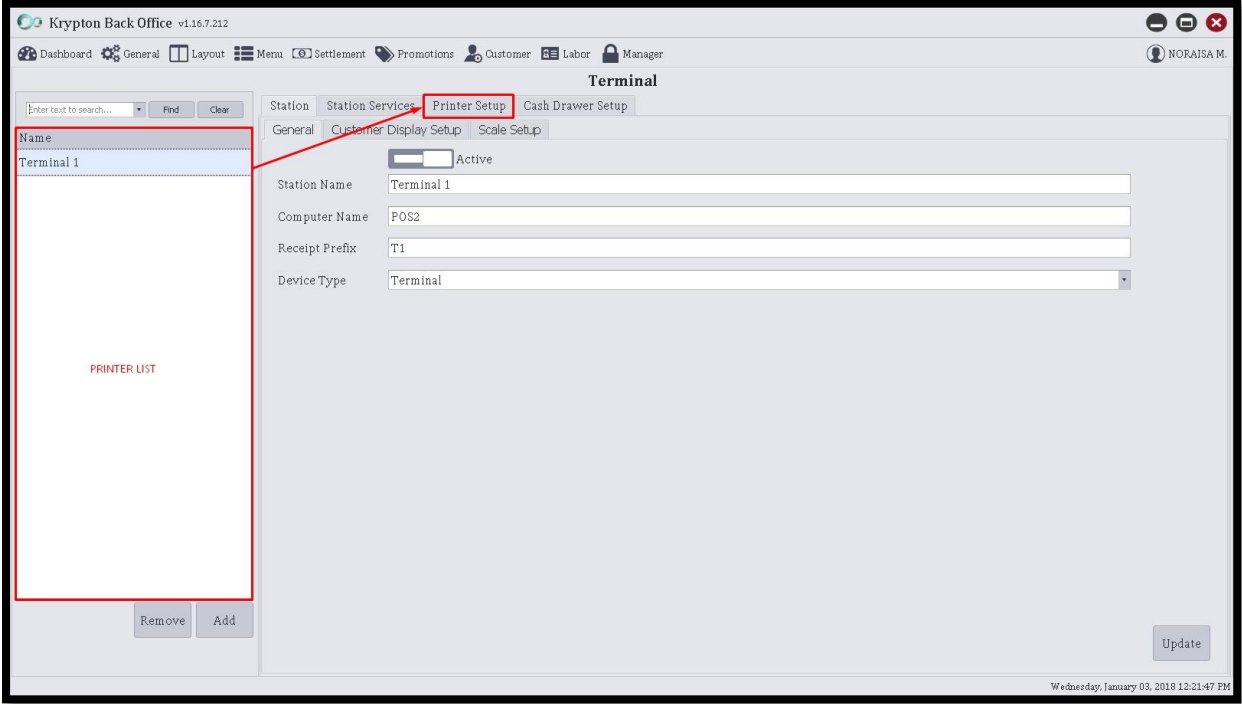 Krypton Back Office v1.16.7.212
Dashboard General Layout Menu Settlement Promotions Customer Labor Manager NORAISA M.
Terminal
Enter text to search... Find Clear
Station Station Services Printer Setup Cash Drawer Setup
General Customer Display Setup Scale Setup
Name
Terminal 1
Active
Station Name Terminal 1
Computer Name POS2
Receipt Prefix T1
Device Type Terminal
PRINTER LIST
Remove Add
Update
Wednesday, January 03, 2018 12:21:47 PM